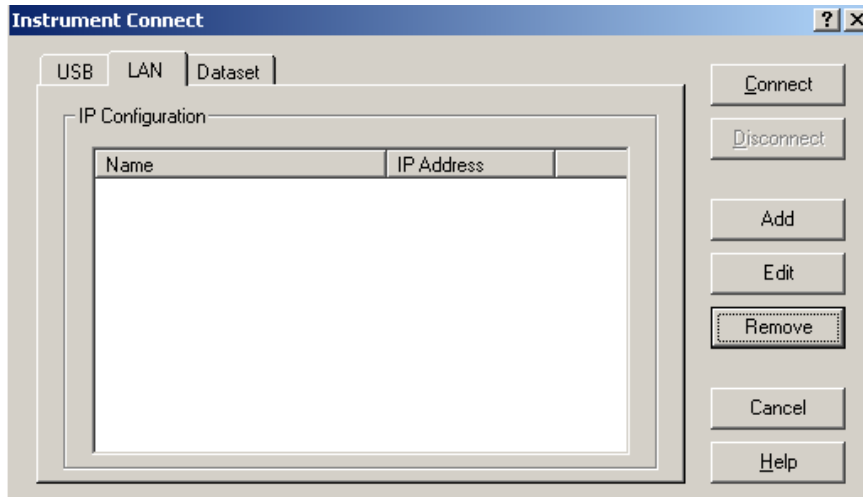 Instrument Connect
USB LAN Dataset
IP Configuration
Name IP Address
Connect
Disconnect
Add
Edit
Remove
Cancel
Help